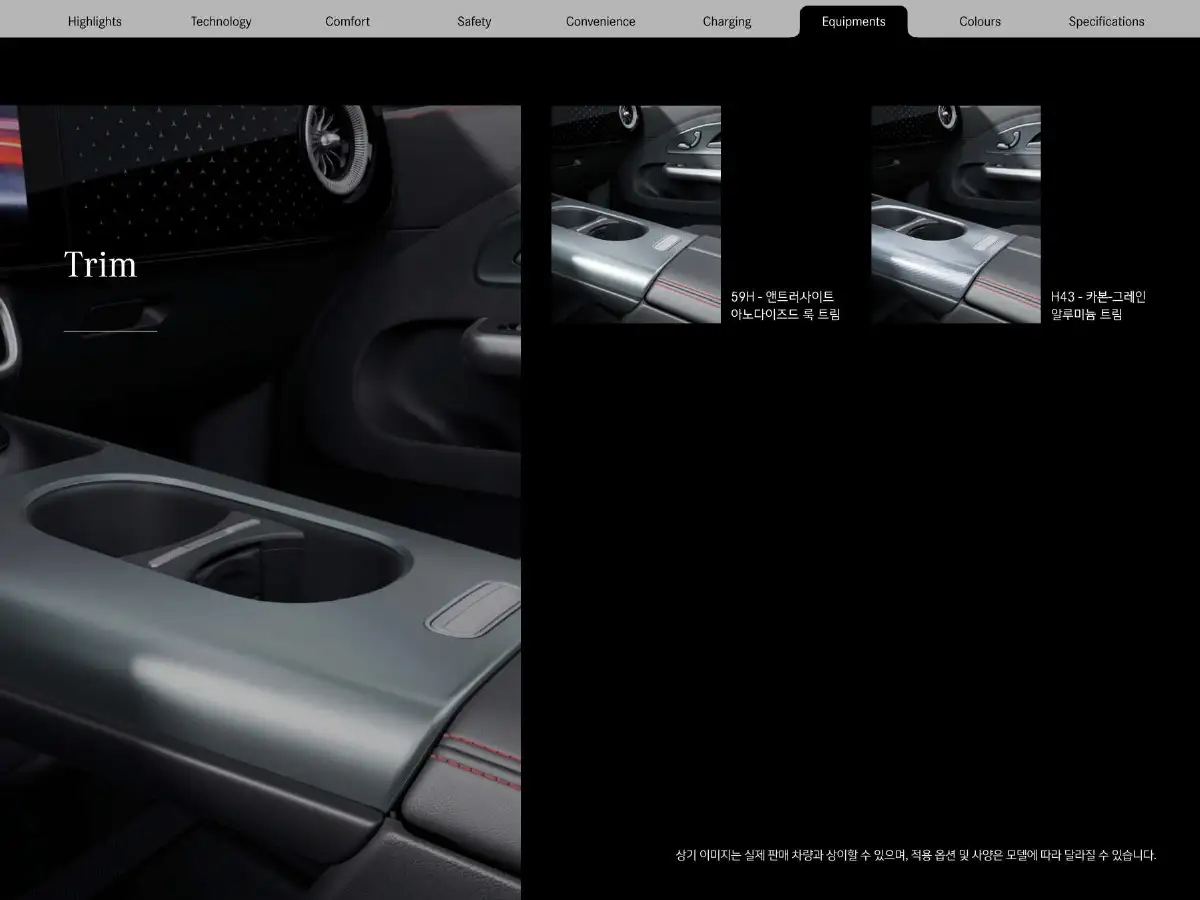 Highlights
Technology
Comfort
Safety
Convenience
Charging
Equipments
Colours
Specifications
Trim
59H - 앤트러사이트
아노다이즈드 룩 트림
H43 - 카본-그레인
알루미늄 트림
상기 이미지는 실제 판매 차량과 상이할 수 있으며, 적용 옵션 및 사양은 모델에 따라 달라질 수 있습니다.